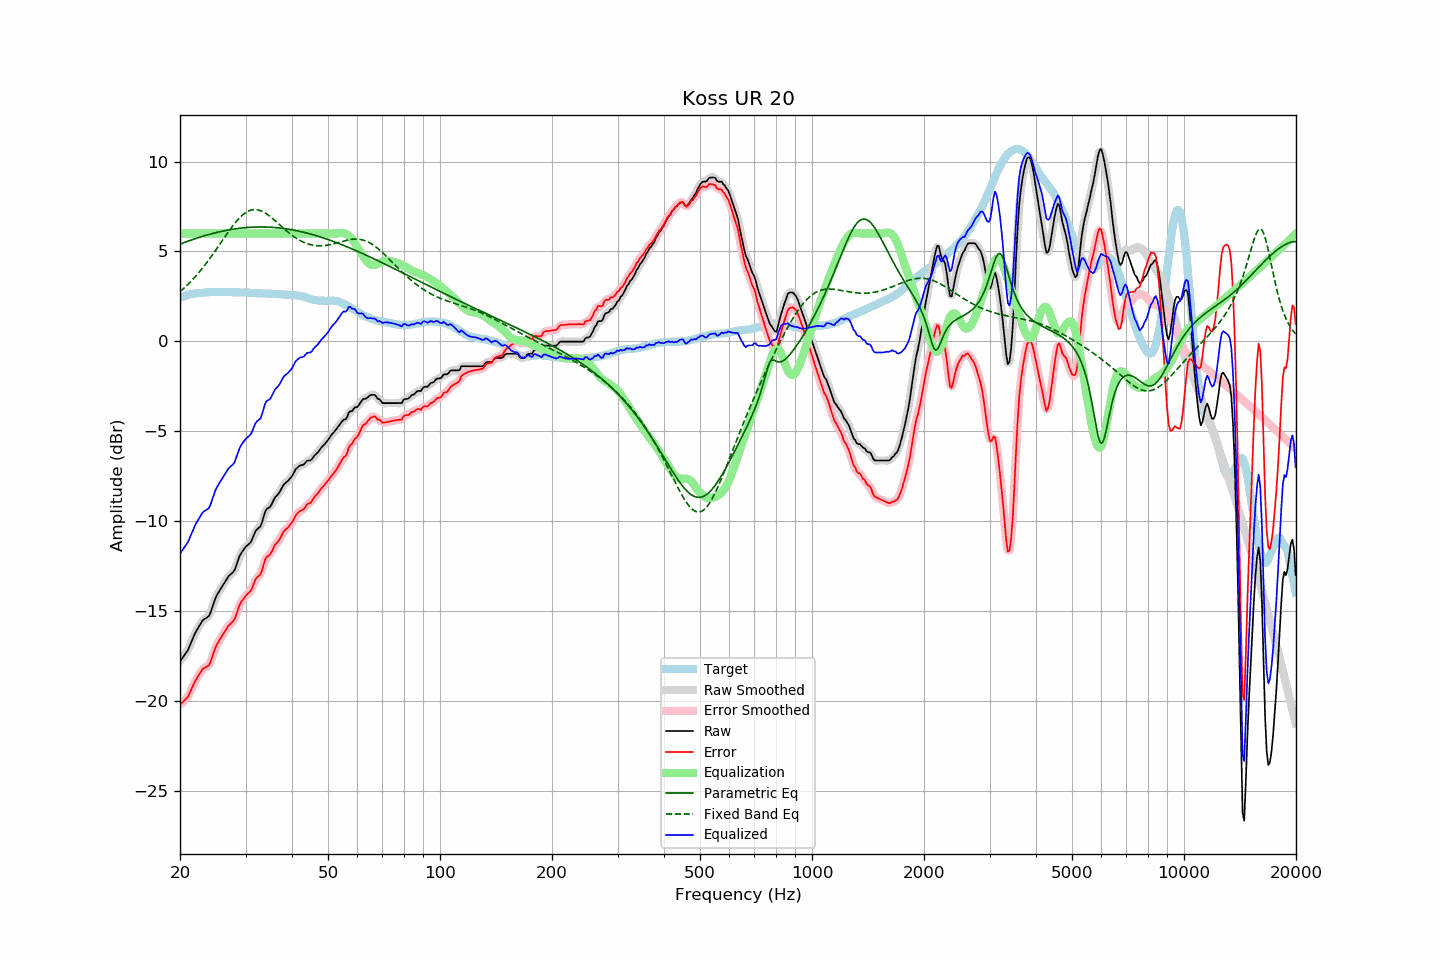 Koss UR 20
10
5
0
−5
−10
−15
−20
−25
Amplitude (dBr)
Target
Raw Smoothed
Error Smoothed
Raw
Error
Equalization
Parametric Eq
Fixed Band Eq
Equalized
20 50 100 200 500 1000 2000 5000 10000 20000
Frequency (Hz)